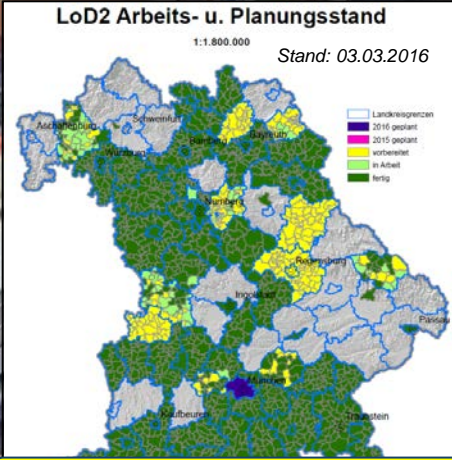 LoD2 Arbeits- u. Planungsstand
1:1.800.000
Stand: 03.03.2016
Landkreisgrenzen
2016 geplant
2015 geplant
vorbereitet
in Arbeit
fertig
Aschaffenburg
Schweinfurt
Würzburg
Bamberg
Bayreuth
Nürnberg
Regensburg
Ingolstadt
Passau
München
Kaufbeuren
Traunstein